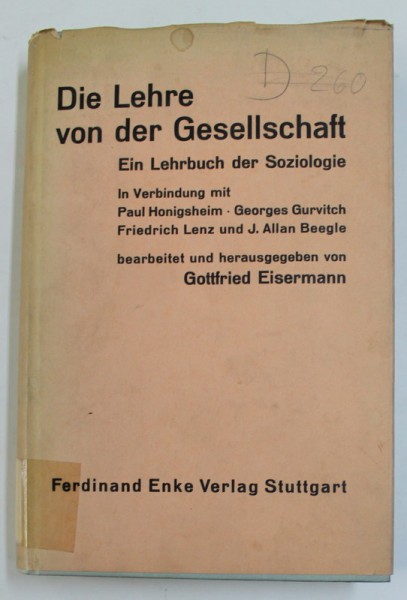 D 260
Die Lehre
von der Gesellschaft
Ein Lehrbuch der Soziologie
In Verbindung mit
Paul Honigsheim · Georges Gurvitch
Friedrich Lenz und J. Allan Beegle
bearbeitet und herausgegeben von
Gottfried Eisermann
Ferdinand Enke Verlag Stuttgart